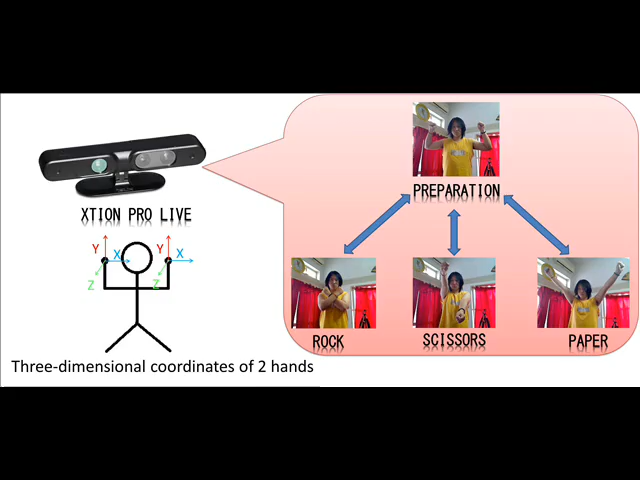 PREPARATION
XTION PRO LIVE
Y
X
Z
Y
X
Z
ROCK
SCISSORS
PAPER
Three-dimensional coordinates of 2 hands